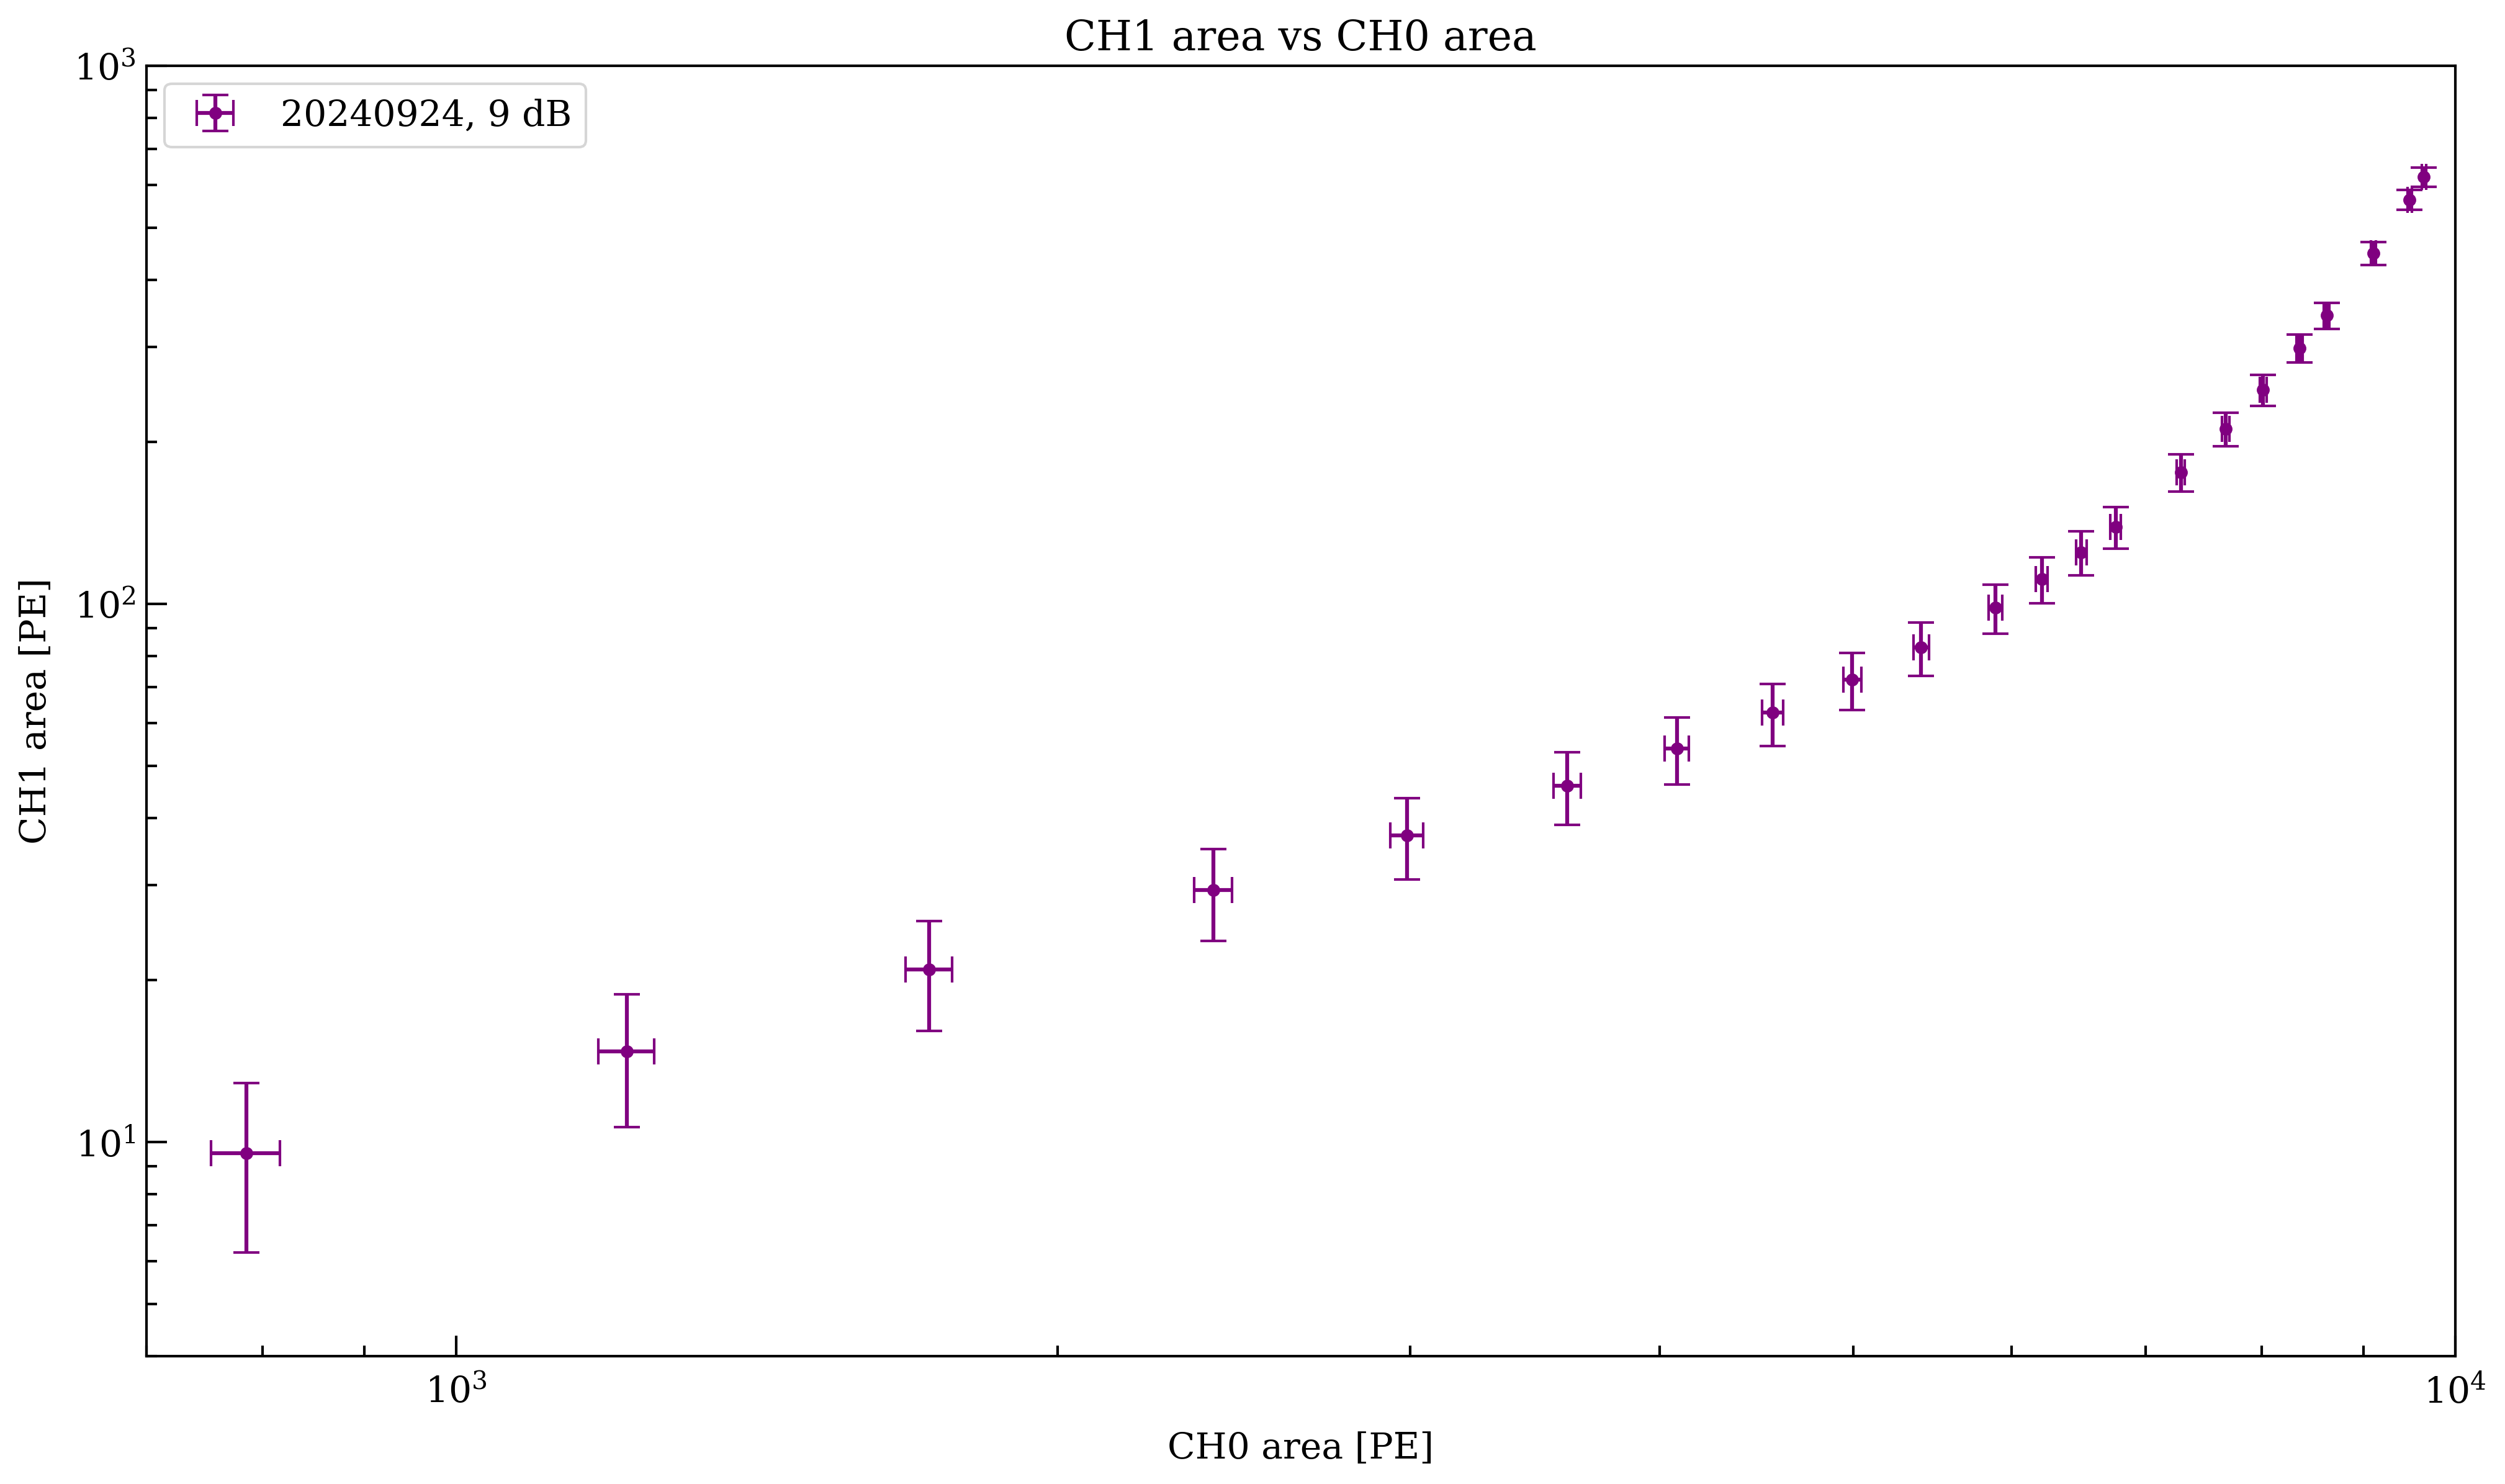 CH1 area vs CH0 area
20240924, 9 dB
10³
10²
10¹
CH1 area [PE]
10³
10⁴
CH0 area [PE]